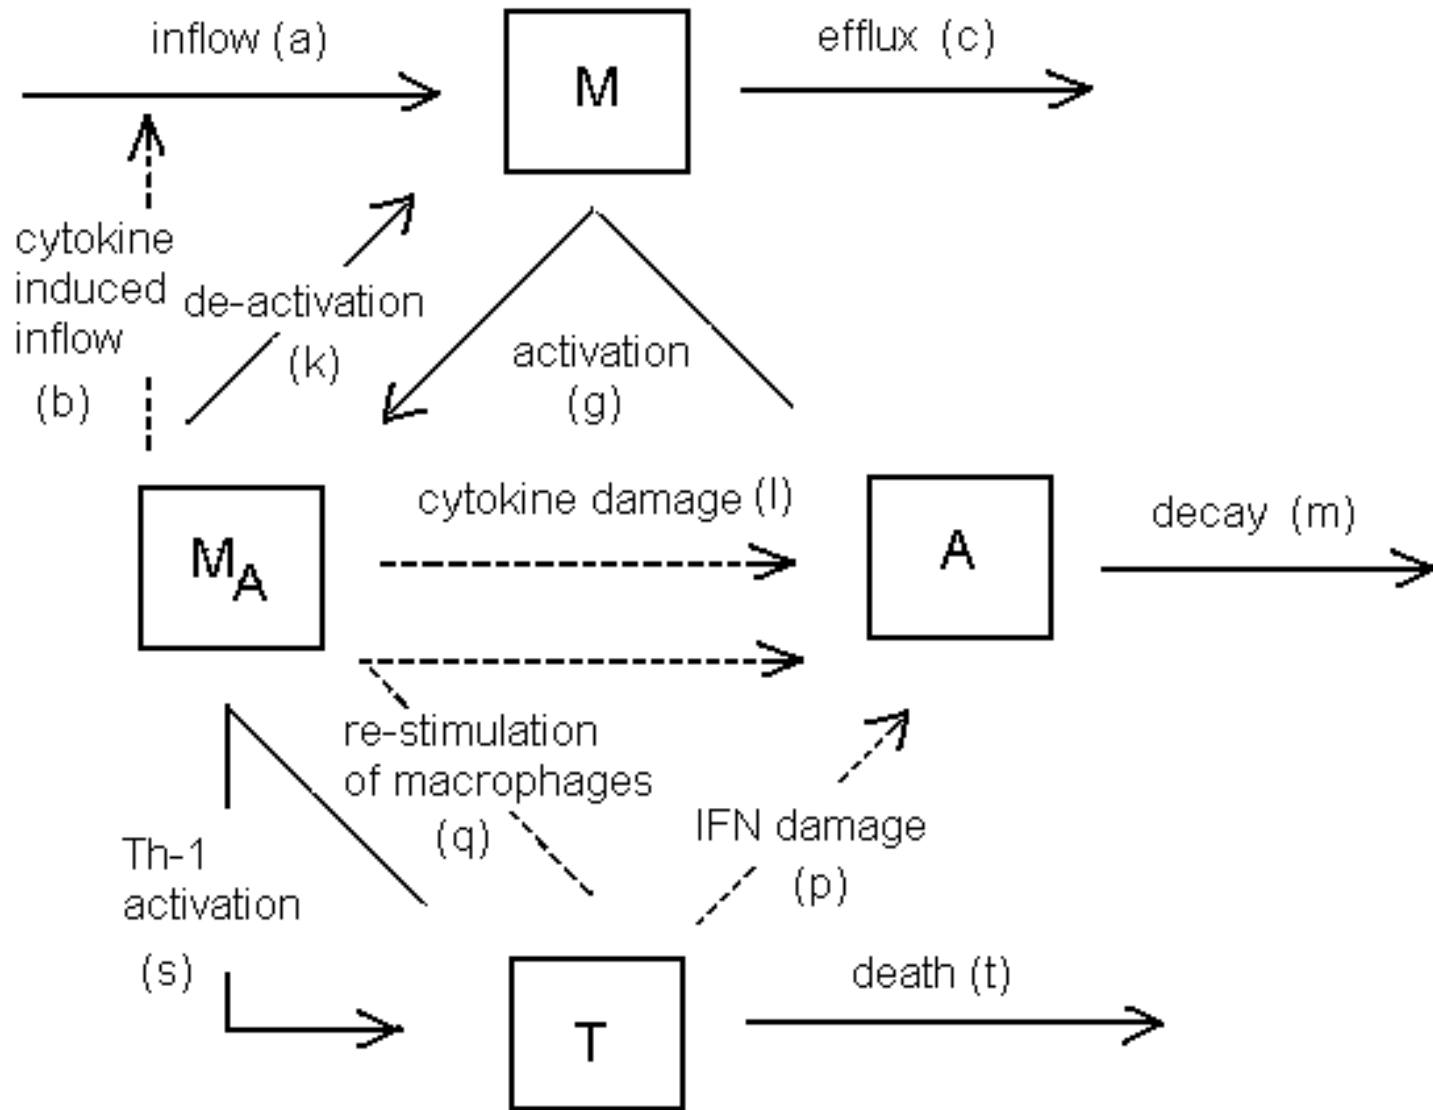 inflow (a)
M
efflux (c)
cytokine
induced
inflow
(b)
de-activation
(k)
activation
(g)
MA
cytokine damage (l)
A
decay (m)
re-stimulation
of macrophages
(q)
IFN damage
(p)
Th-1
activation
(s)
T
death (t)